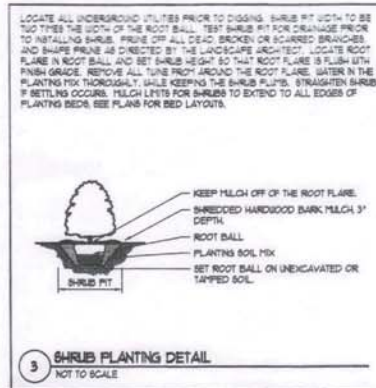 LOCATE ALL UNDERGROUND UTILITIES PRIOR TO DIGGING. SHRUB PIT WIDTH TO BE
TWO TIMES THE WIDTH OF THE ROOT BALL. TEST SHRUB PIT FOR DRAINAGE PRIOR
TO INSTALLING SHRUB. PRUNE OFF ALL DEAD, BROKEN OR SCARRED BRANCHES
AND SHAPE PRUNE AS DIRECTED BY THE LANDSCAPE ARCHITECT. LOCATE ROOT
FLARE IN ROOT BALL AND SET SHRUB HEIGHT SO THAT ROOT FLARE IS FLUSH WITH
FINISH GRADE. REMOVE ALL TWINE FROM AROUND THE ROOT FLARE. WATER IN THE
PLANTING MIX THOROUGHLY, WHILE KEEPING THE SHRUB PLUMB. STRAIGHTEN SHRUB
IF SETTLING OCCURS. MULCH LIMITS FOR SHRUBS TO EXTEND TO ALL EDGES OF
PLANTING BEDS, SEE PLANS FOR BED LAYOUTS.
KEEP MULCH OFF OF THE ROOT FLARE.
SHREDDED HARDWOOD BARK MULCH, 3"
DEPTH.
ROOT BALL
PLANTING SOIL MIX
SET ROOT BALL ON UNEXCAVATED OR
TAMPED SOIL.
SHRUB PIT
3 SHRUB PLANTING DETAIL
NOT TO SCALE